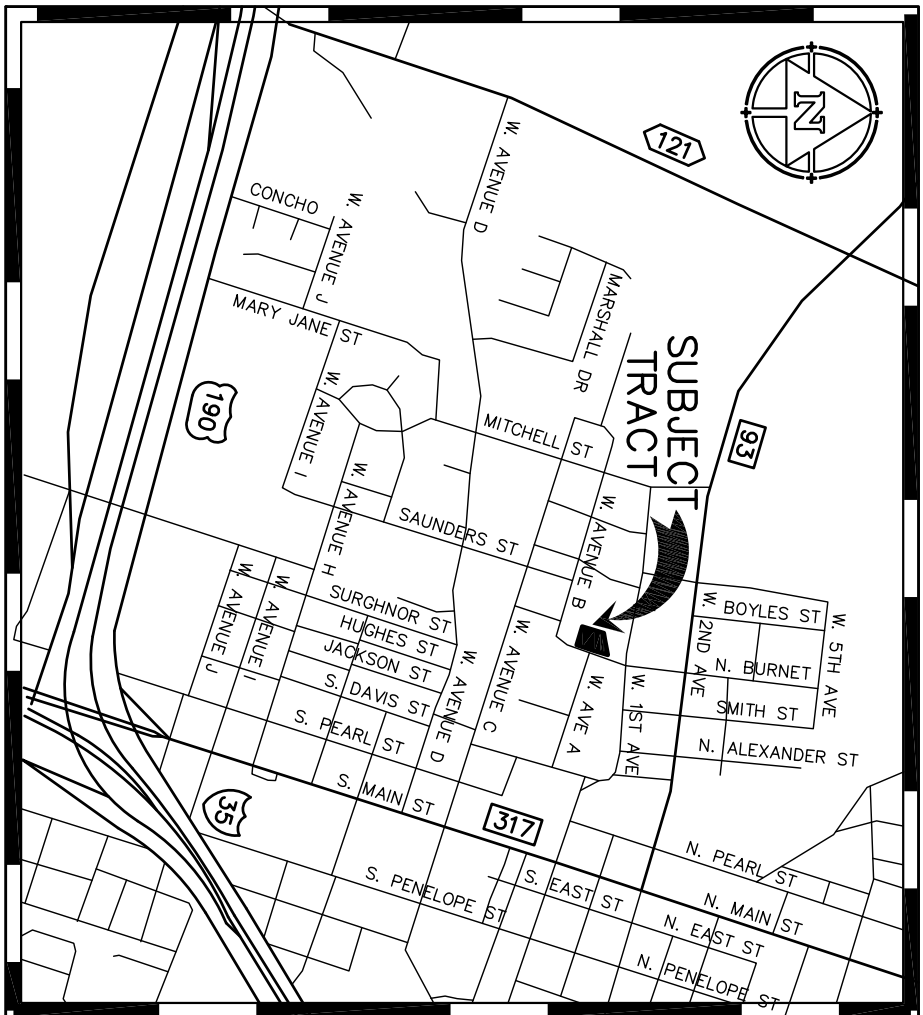 N
121
W. AVENUE D
CONCHO
W. AVENUE J
MARSHALL DR
MARY JANE ST
SUBJECT
TRACT
190
W. AVENUE I
MITCHELL ST
93
W. AVENUE H
SAUNDERS ST
W. AVENUE B
W. AVENUE J
W. AVENUE I
SURGHNOR ST
HUGHES ST
JACKSON ST
S. DAVIS ST
S. PEARL ST
W. AVENUE D
W. AVENUE C
W. AVE A
W. 1ST AVE
W. 2ND AVE
BOYLES ST
W. 5TH AVE
N. BURNET
SMITH ST
N. ALEXANDER ST
S. MAIN ST
35
317
S. PENELOPE ST
S. EAST ST
N. PEARL ST
N. MAIN ST
N. EAST ST
N. PENELOPE ST